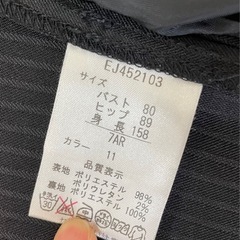 EJ452103
サイズ
バスト 80
ヒップ 89
身長 158
7AR
カラー
11
品質表示
表地 ポリエステル 98%
ポリウレタン 2%
裏地 ポリエステル 100%